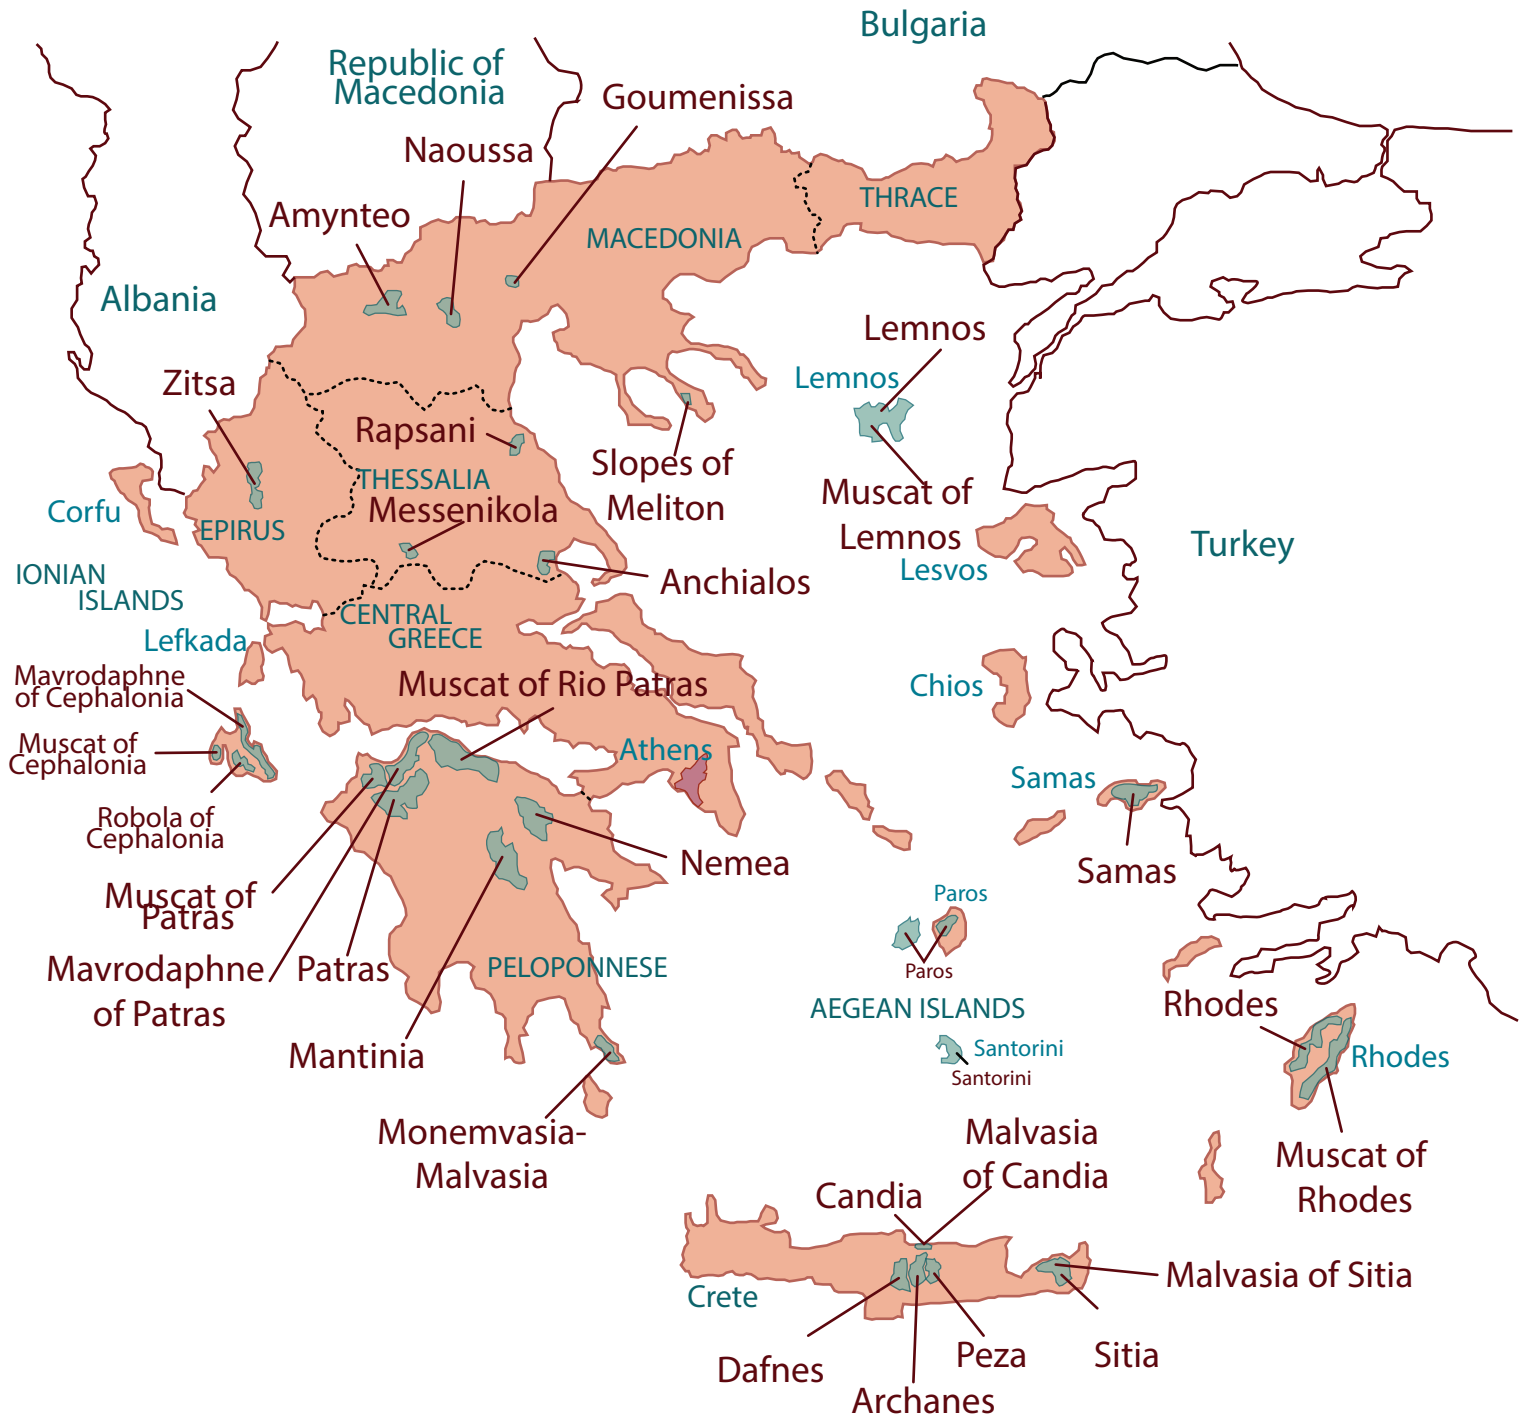 Bulgaria
Republic of
Macedonia
Goumenissa
Naoussa
THRACE
Amynteo
MACEDONIA
Albania
Lemnos
Zitsa
Lemnos
Rapsani
Slopes of
Meliton
THESSALIA
Messenikola
Muscat of
Lemnos
Corfu
EPIRUS
Turkey
Lesvos
IONIAN
ISLANDS
Anchialos
CENTRAL
GREECE
Lefkada
Mavrodaphne
of Cephalonia
Muscat of Rio Patras
Chios
Muscat of
Cephalonia
Athens
Samas
Robola of
Cephalonia
Nemea
Samas
Muscat of
Patras
Paros
Mavrodaphne
of Patras
Patras
PELOPONNESE
Paros
AEGEAN ISLANDS
Rhodes
Mantinia
Santorini
Santorini
Rhodes
Monemvasia-
Malvasia
Malvasia
of Candia
Muscat of
Rhodes
Candia
Malvasia of Sitia
Crete
Dafnes
Peza
Sitia
Archanes